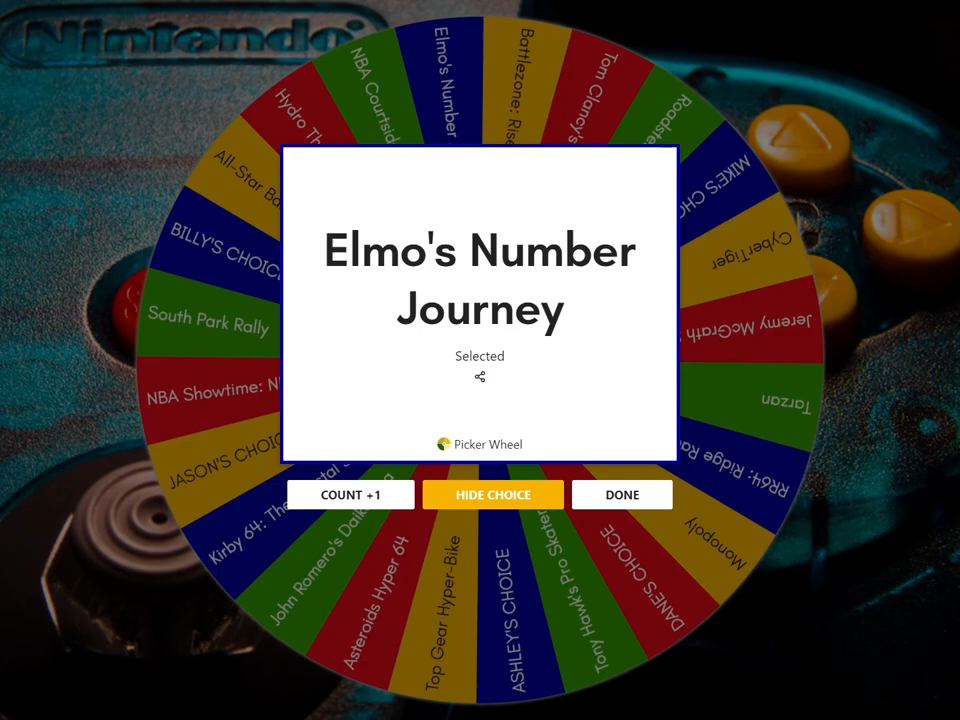 Nintendo
Elmo's Number
Battlezone: Rise
Tom Clancy's
Roadsters
MIKE'S CHO
CyberTiger
Jeremy McGrath
Tarzan
RR64: Ridge Rac
Monopoly
DANE'S CHOICE
Tony Hawk's Pro Skater
ASHLEY'S CHOICE
Top Gear Hyper-Bike
Asteroids Hyper 64
John Romero's Daik
Kirby 64: The
JASON'S CHOIC
NBA Showtime: N
South Park Rally
BILLY'S CHOIC
All-Star Ba
Hydro Th
NBA Courtsid
Elmo's Number
Journey
Selected
Picker Wheel
COUNT +1
HIDE CHOICE
DONE